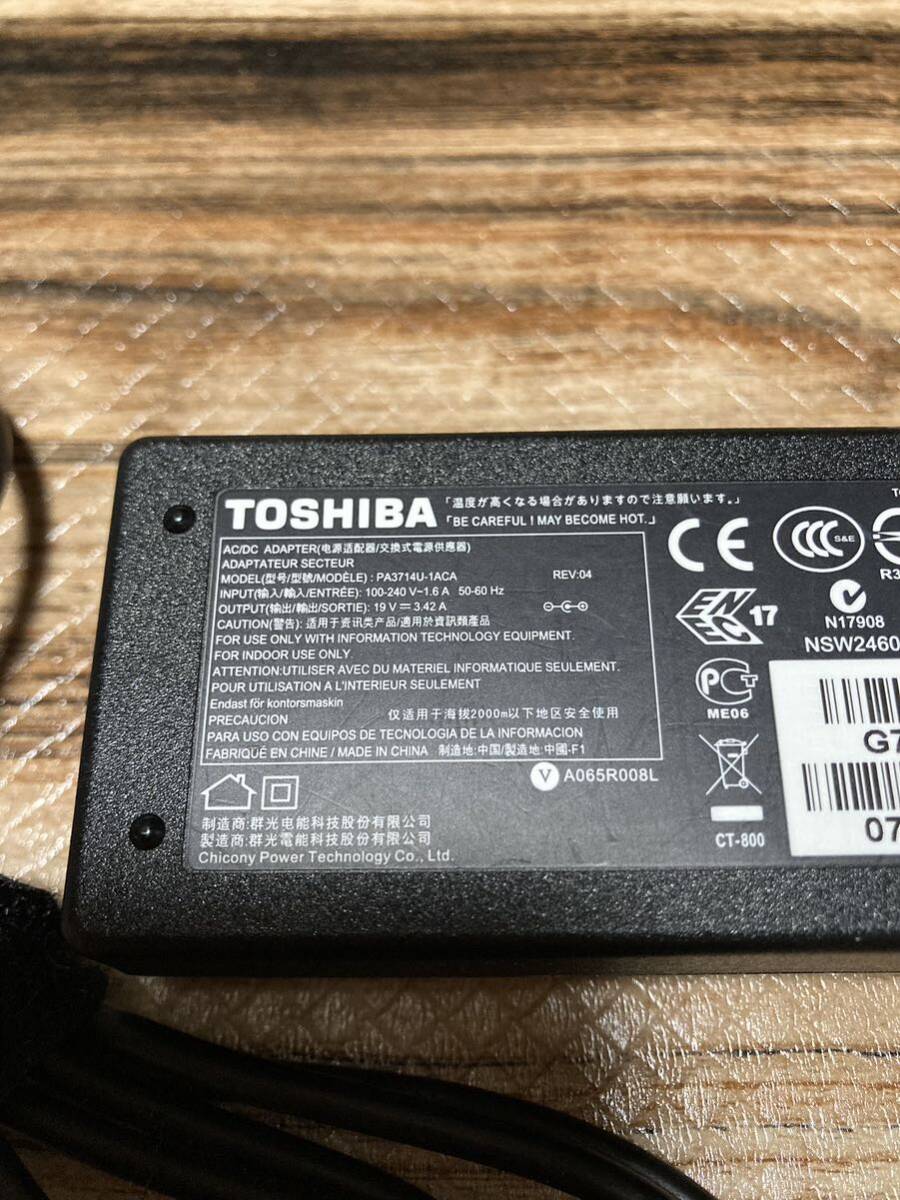 TOSHIBA
「温度が高くなる場合がありますので注意願います。」
「BE CAREFUL I MAY BECOME HOT.」
AC/DC ADAPTER(电源适配器/交換式電源供應器)
ADAPTATEUR SECTEUR
MODEL(型号/型號/MODÈLE) : PA3714U-1ACA REV:04
INPUT(输入/輸入/ENTRÉE): 100-240 V~1.6 A 50-60 Hz
OUTPUT(输出/輸出/SORTIE): 19 V⎓3.42 A
CAUTION(警告): 适用于资讯类产品/適用於資訊類產品
FOR USE ONLY WITH INFORMATION TECHNOLOGY EQUIPMENT.
FOR INDOOR USE ONLY.
ATTENTION:UTILISER AVEC DU MATERIEL INFORMATIQUE SEULEMENT.
POUR UTILISATION A L'INTERIEUR SEULEMENT
Endast för kontorsmaskin
PRECAUCION 仅适用于海拔2000m以下地区安全使用
PARA USO CON EQUIPOS DE TECNOLOGIA DE LA INFORMACION
FABRIQUÉ EN CHINE / MADE IN CHINA 制造地:中国/製造地:中國-F1
V A065R008L
制造商:群光电能科技股份有限公司
製造商:群光電能科技股份有限公司
Chicony Power Technology Co., Ltd.
CE
CCC S&E
R3
EN EC 17
N17908
NSW2460
PCT
ME06
CT-800
G7
07